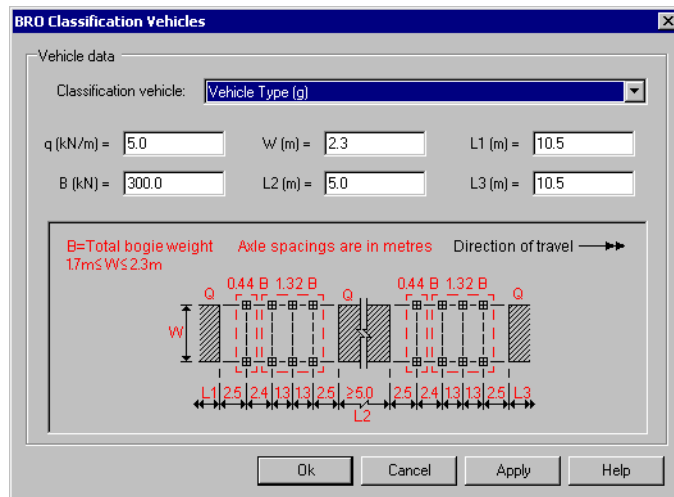 BRO Classification Vehicles
Vehicle data
Classification vehicle: Vehicle Type (g)
q (kN/m) = 5.0 W (m) = 2.3 L1 (m) = 10.5
B (kN) = 300.0 L2 (m) = 5.0 L3 (m) = 10.5
B=Total bogie weight Axle spacings are in metres Direction of travel
1.7m≤W≤2.3m
0.44 B 1.32 B 0.44 B 1.32 B
Q Q Q
W
L1 2.5 2.4 1.3 1.3 2.5 ≥5.0 2.5 2.4 1.3 1.3 2.5 L3
L2
Ok Cancel Apply Help